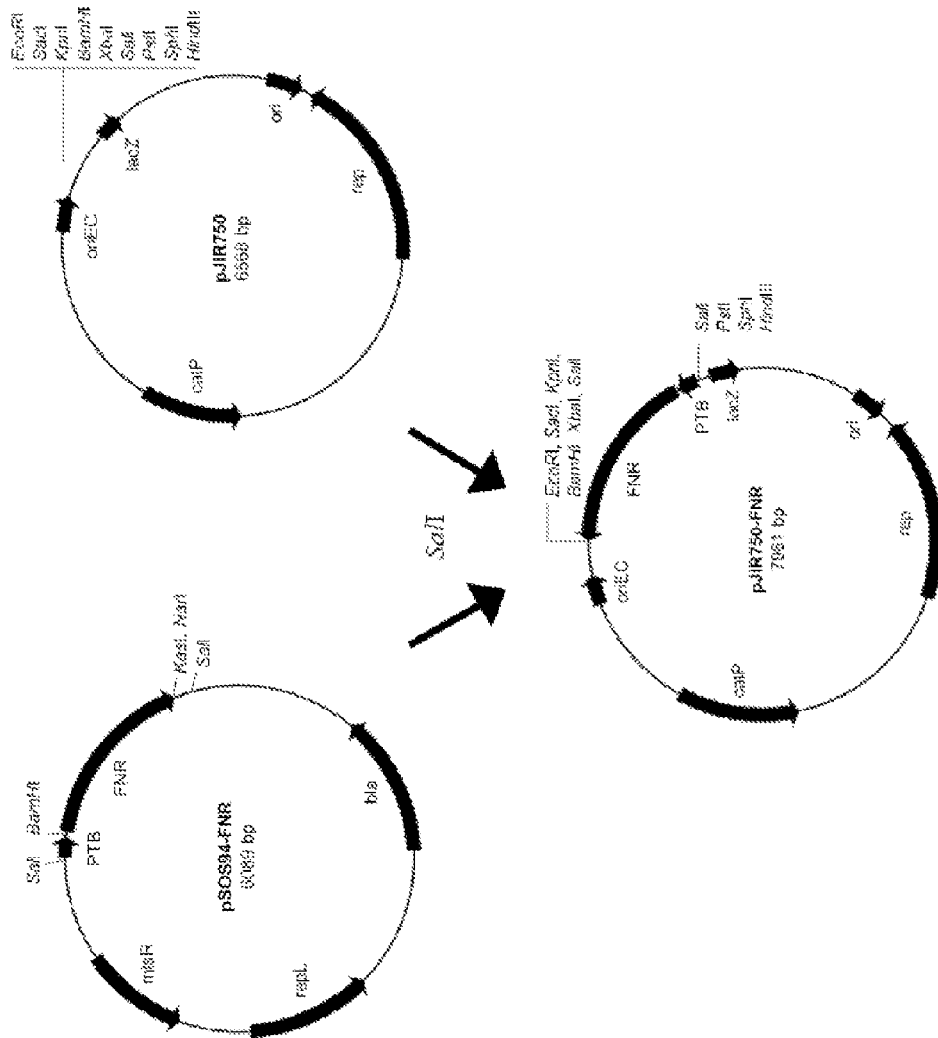 EcoRI
SacI
KpnI
BamHI
XbaI
SalI
PstI
SphI
HindIII
oriEC
lacZ
ori
rep
catP
pJIR750
6568 bp
SalI
BamHI
PTB
FNR
KasI, NarI
SalI
bla
repL
mlsR
pSOS94-FNR
SalI
EcoRI, SacI, KpnI,
BamHI, XbaI, SalI
FNR
PTB
SalI
PstI
SphI
HindIII
lacZ
ori
rep
catP
oriEC
pJIR750-FNR